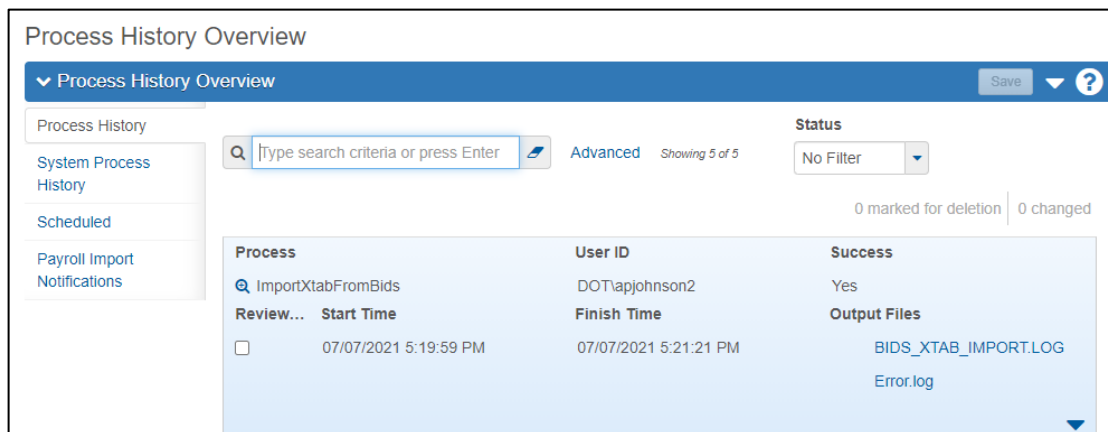 Process History Overview
Process History Overview
Save
?
Process History
System Process
History
Scheduled
Payroll Import
Notifications
Type search criteria or press Enter
Advanced
Showing 5 of 5
Status
No Filter
0 marked for deletion
0 changed
Process
User ID
Success
ImportXtabFromBids
DOT\apjohnson2
Yes
Review...
Start Time
Finish Time
Output Files
07/07/2021 5:19:59 PM
07/07/2021 5:21:21 PM
BIDS_XTAB_IMPORT.LOG
Error.log